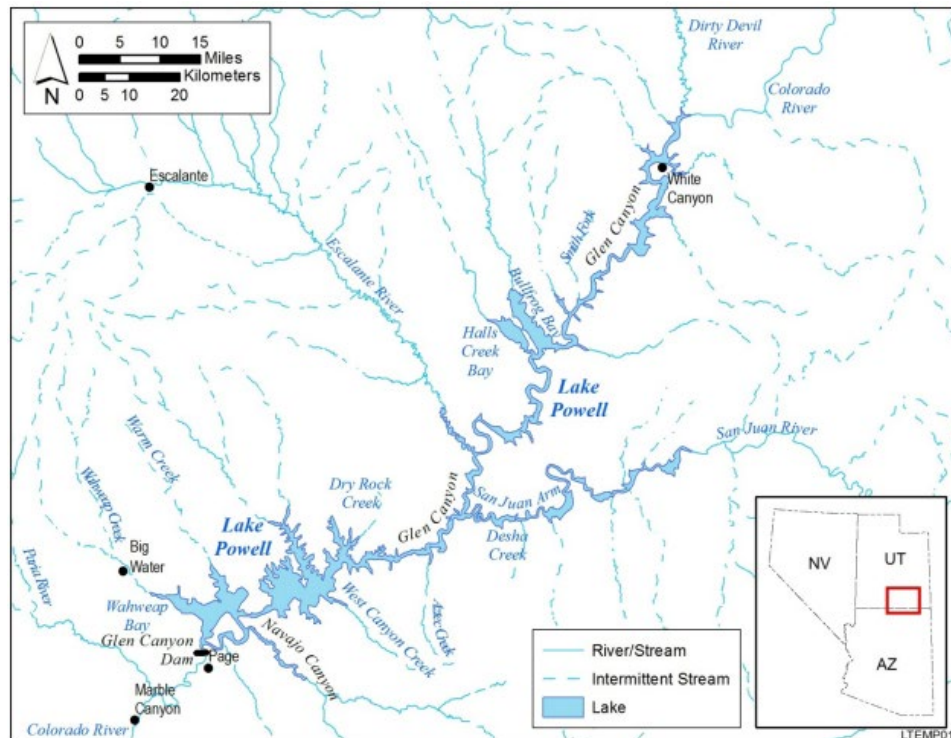 0 5 10 15
Miles
Kilometers
0 5 10 20
N
Dirty Devil
River
Colorado
River
White
Canyon
Escalante
Glen Canyon
Smith Fork
Escalante River
Bullfrog Bay
Halls
Creek
Bay
Lake
Powell
San Juan River
Warm Creek
Wahweap Creek
Dry Rock
Creek
Glen Canyon
San Juan Arm
Desha
Creek
Lake
Powell
Paria River
Big
Water
Wahweap
Bay
West Canyon Creek
Aztec Creek
Navajo Canyon
Glen Canyon
Dam
Page
Marble
Canyon
Colorado River
River/Stream
Intermittent Stream
Lake
NV
UT
AZ